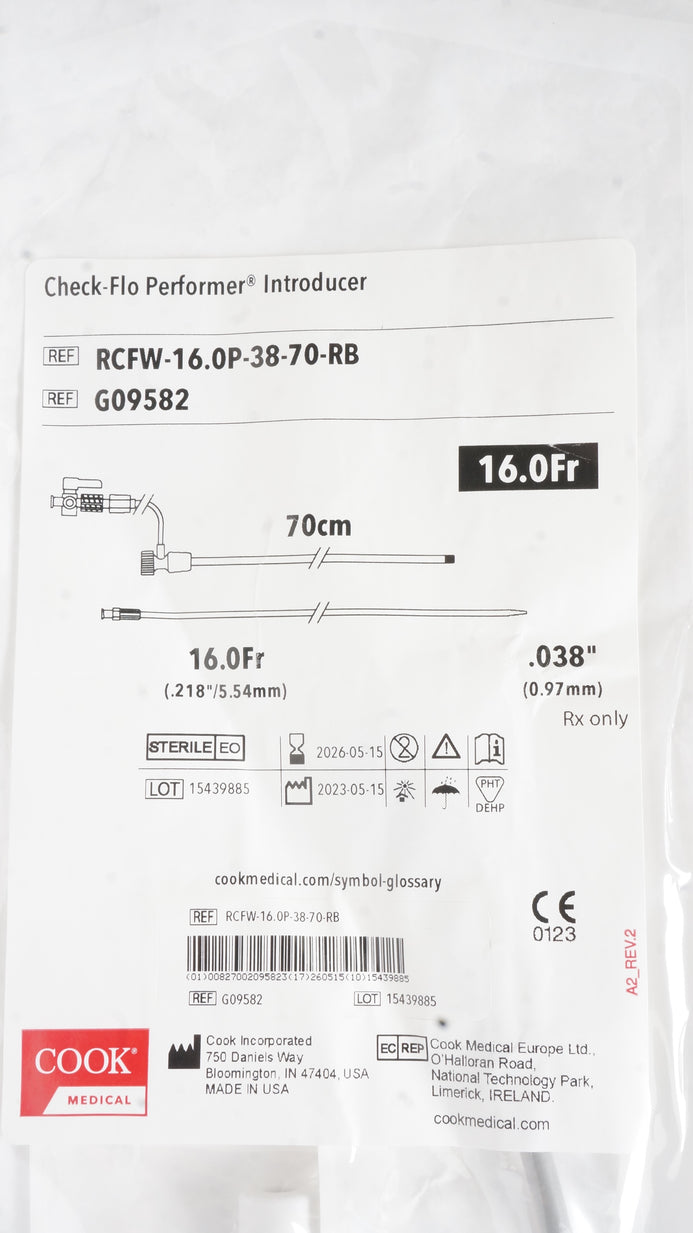 Check-Flo Performer® Introducer
REF RCFW-16.0P-38-70-RB
REF G09582
16.0Fr
70cm
16.0Fr .038"
(.218"/5.54mm) (0.97mm)
Rx only
STERILE EO 2026-05-15 2
LOT 15439885 2023-05-15 PHT
DEHP
cookmedical.com/symbol-glossary
REF RCFW-16.0P-38-70-RB
(01)00827002095823(17)260515(10)15439885
REF G09582 LOT 15439885
CE
0123
A2_REV.2
COOK®
MEDICAL
Cook Incorporated
750 Daniels Way
Bloomington, IN 47404, USA
MADE IN USA
EC REP Cook Medical Europe Ltd.,
O'Halloran Road,
National Technology Park,
Limerick, IRELAND.
cookmedical.com